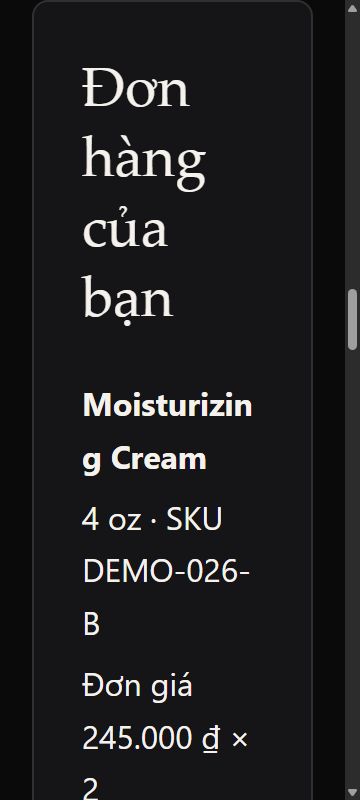 Đơn
hàng
của
bạn
Moisturizin
g Cream
4 oz · SKU
DEMO-026-
B
Đơn giá
245.000 ₫ ×
2